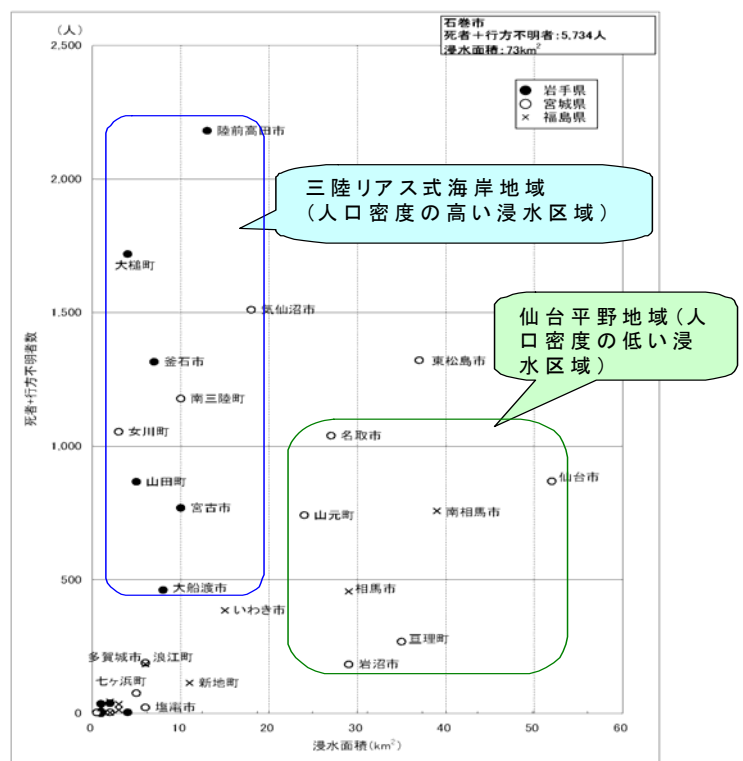 (人)
石巻市
死者+行方不明者:5,734人
浸水面積:73km²
2,500
● 岩手県
○ 宮城県
× 福島県
陸前高田市
2,000
三陸リアス式海岸地域
(人口密度の高い浸水区域)
大槌町
1,500
気仙沼市
仙台平野地域(人
口密度の低い浸
水区域)
釜石市
東松島市
南三陸町
女川町
名取市
1,000
山田町
仙台市
宮古市
山元町
南相馬市
死者+行方不明者数
500
大船渡市
相馬市
いわき市
亘理町
多賀城市
浪江町
岩沼市
七ヶ浜町
新地町
塩竈市
0
0 10 20 30 40 50 60
浸水面積(km²)